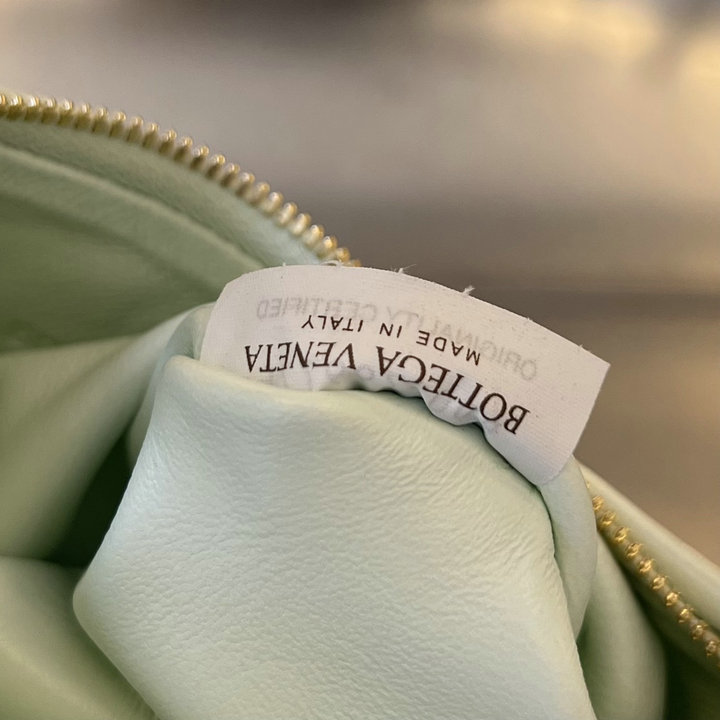 BOTTEGA VENETA
MADE IN ITALY
ORIGINALITY CERTIFIED